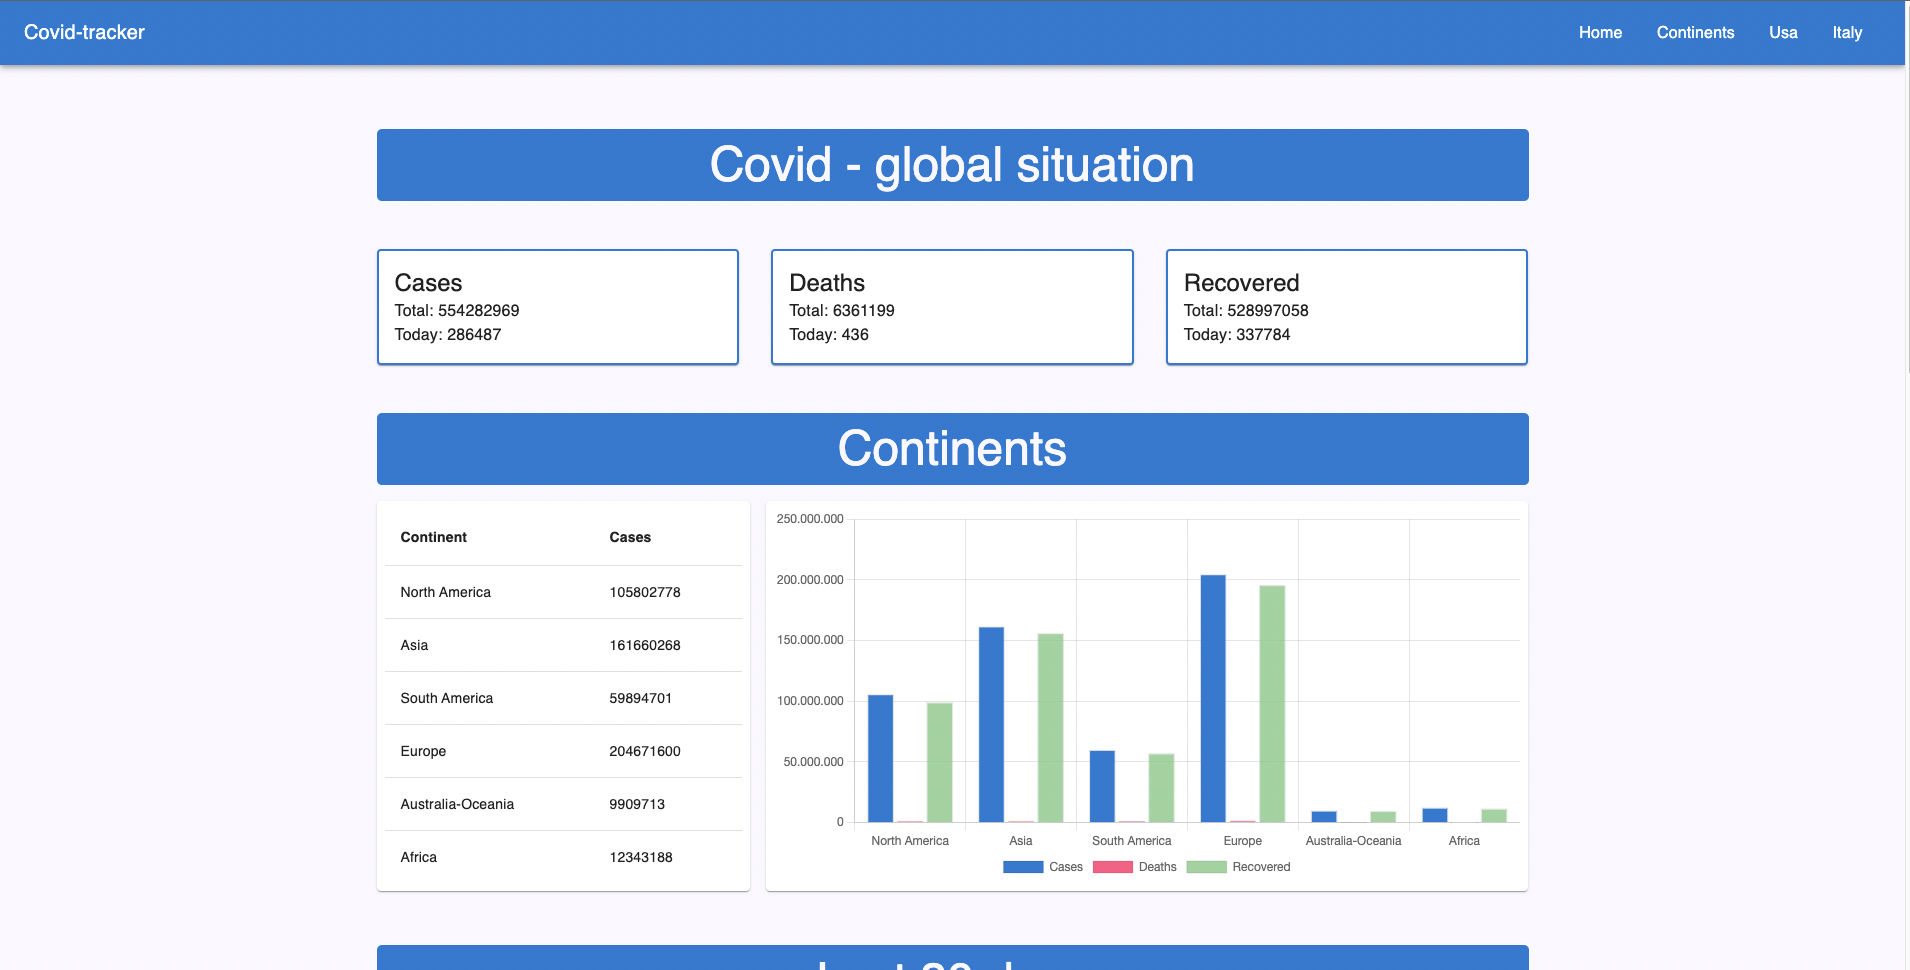 Covid-tracker
Home Continents Usa Italy
Covid - global situation
Cases
Total: 554282969
Today: 286487
Deaths
Total: 6361199
Today: 436
Recovered
Total: 528997058
Today: 337784
Continents
Continent Cases
North America 105802778
Asia 161660268
South America 59894701
Europe 204671600
Australia-Oceania 9909713
Africa 12343188
250.000.000
200.000.000
150.000.000
100.000.000
50.000.000
0
North America Asia South America Europe Australia-Oceania Africa
Cases Deaths Recovered